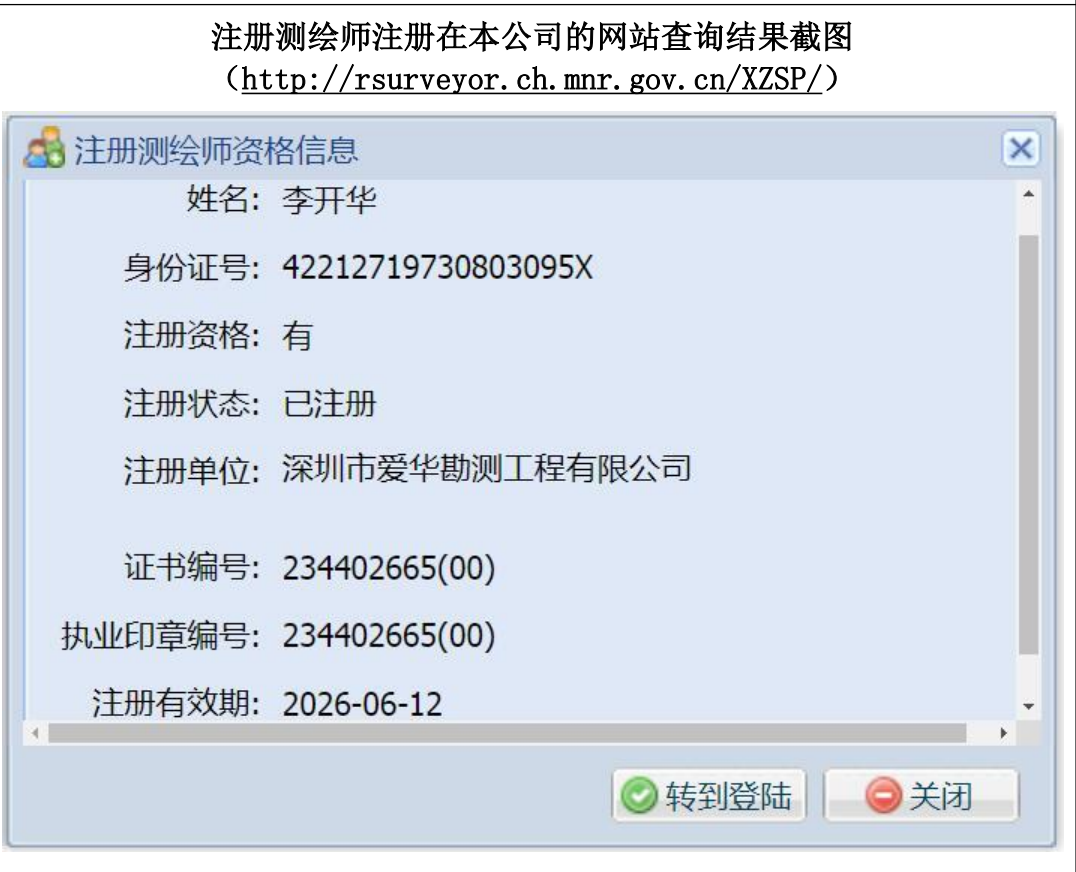 注册测绘师注册在本公司的网站查询结果截图
（http://rsurveyor.ch.mnr.gov.cn/XZSP/）
注册测绘师资格信息
姓名: 李开华
身份证号: 42212719730803095X
注册资格: 有
注册状态: 已注册
注册单位: 深圳市爱华勘测工程有限公司
证书编号: 234402665(00)
执业印章编号: 234402665(00)
注册有效期: 2026-06-12
转到登陆 关闭